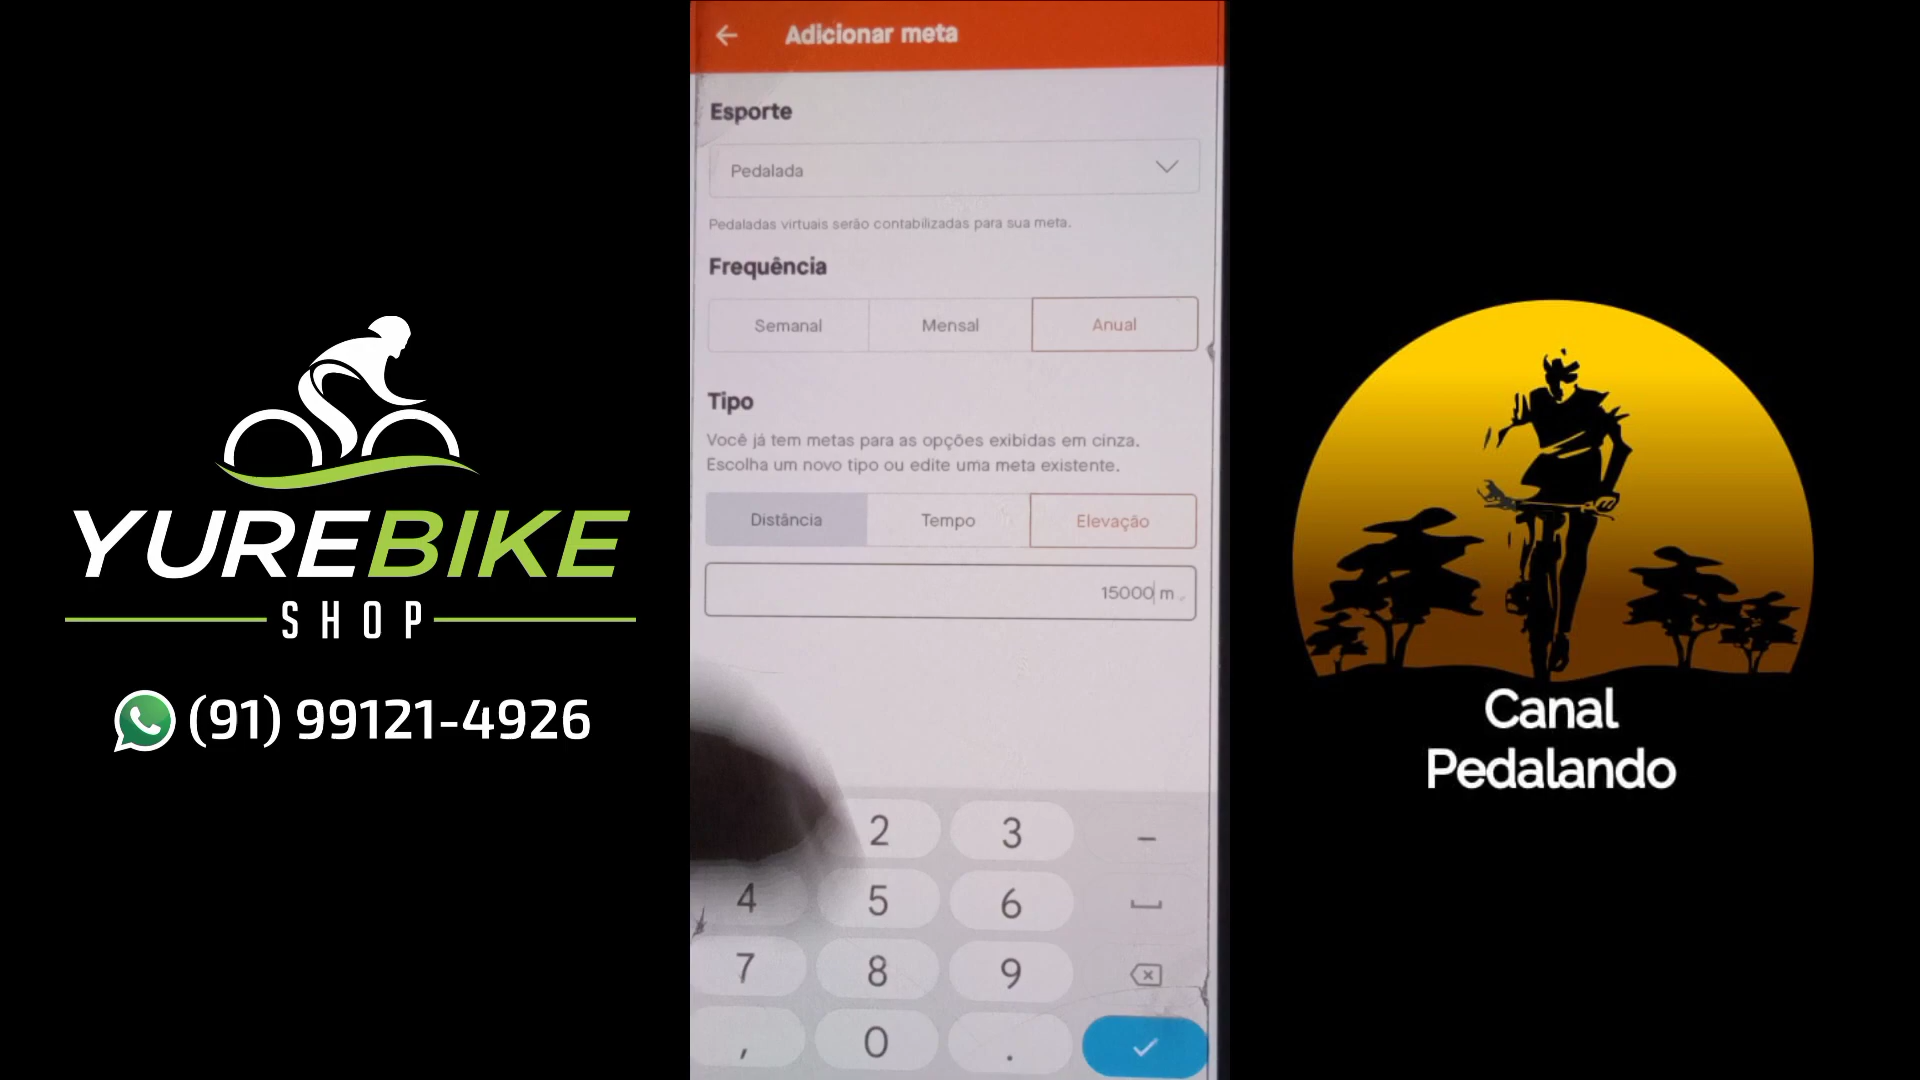 Adicionar meta
Esporte
Pedalada
Pedaladas virtuais serão contabilizadas para sua meta.
Frequência
Semanal Mensal Anual
Tipo
Você já tem metas para as opções exibidas em cinza.
Escolha um novo tipo ou edite uma meta existente.
Distância Tempo Elevação
15000 m
2 3 -
4 5 6
7 8 9
, 0 .
YUREBIKE
SHOP
(91) 99121-4926
Canal
Pedalando